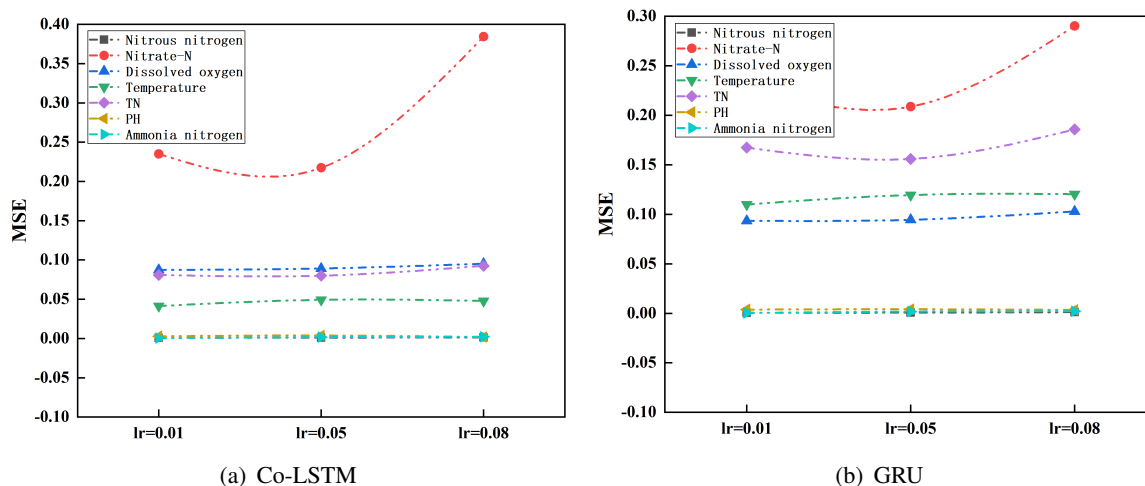 0.40
0.35
0.30
0.25
0.20
0.15
0.10
0.05
0.00
-0.05
-0.10
MSE
Nitrous nitrogen
Nitrate-N
Dissolved oxygen
Temperature
TN
PH
Ammonia nitrogen
lr=0.01 lr=0.05 lr=0.08
(a) Co-LSTM
0.30
0.25
0.20
0.15
0.10
0.05
0.00
-0.05
-0.10
MSE
Nitrous nitrogen
Nitrate-N
Dissolved oxygen
Temperature
TN
PH
Ammonia nitrogen
lr=0.01 lr=0.05 lr=0.08
(b) GRU